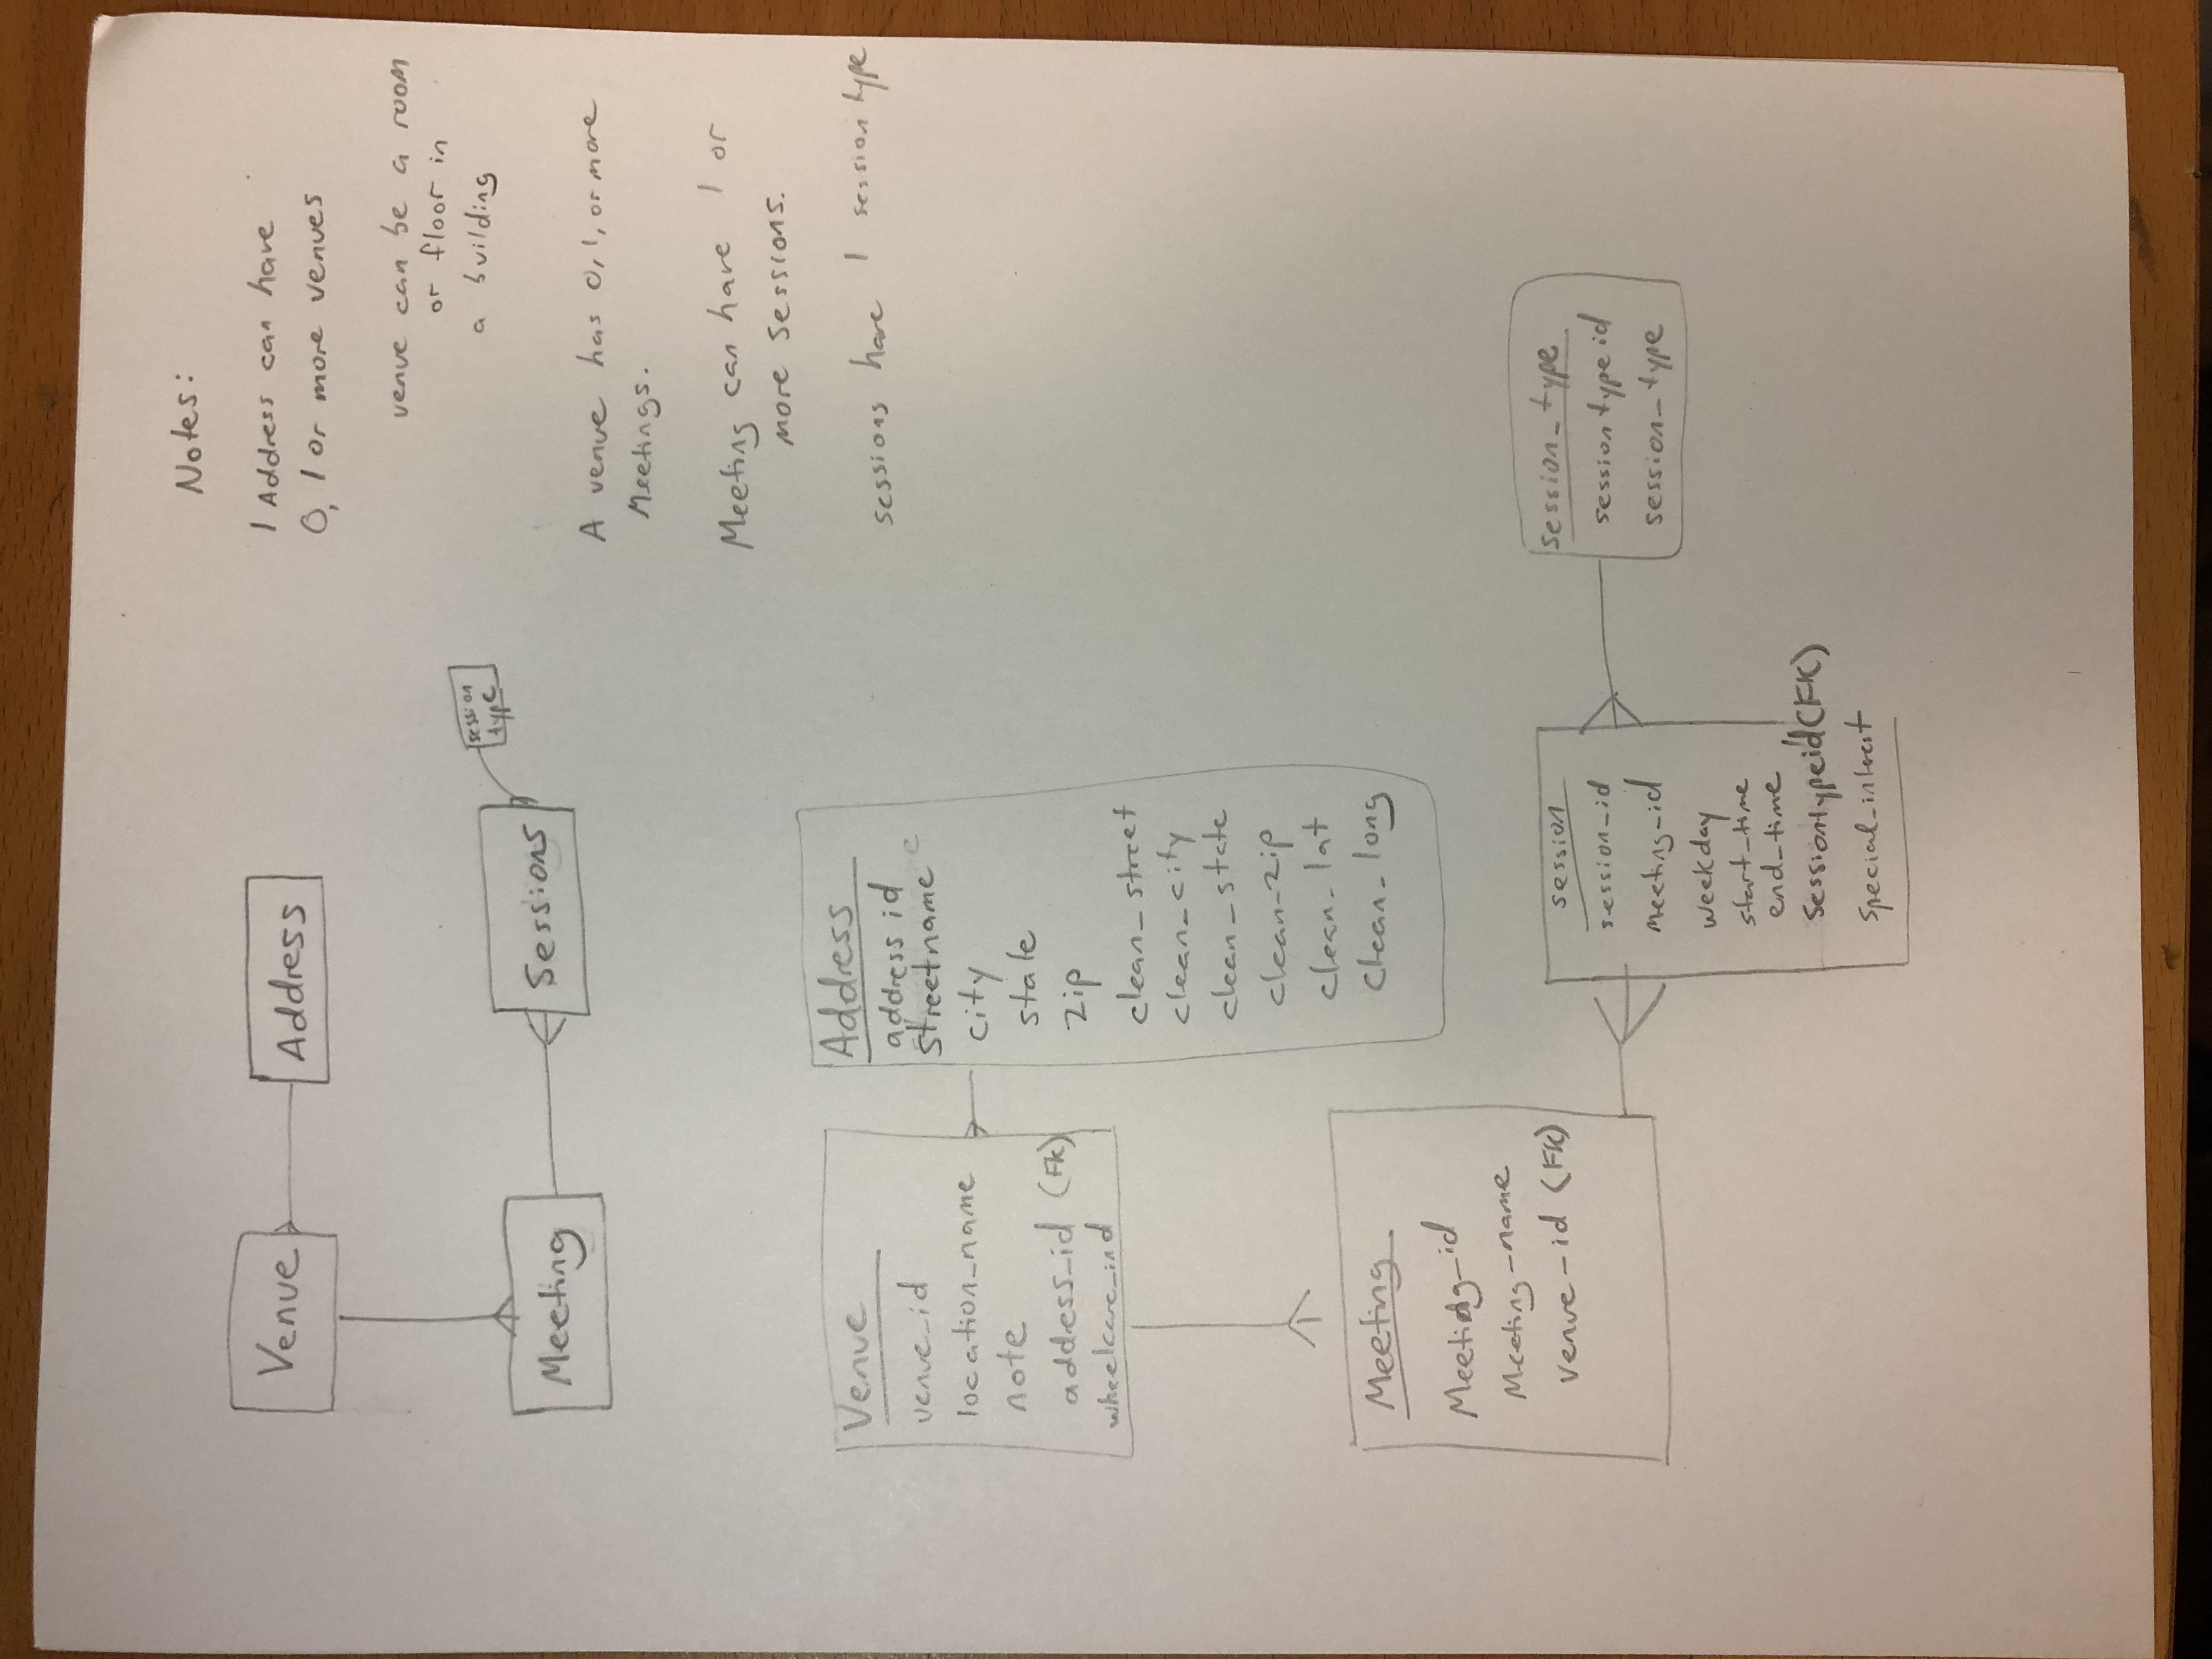 Notes:
Venue
Address
1 Address can have
0, 1 or more venues
venue can be a room
or floor in
a building
session
type
Meeting
Sessions
A venue has 0, 1, or more
Meetings.
Meeting can have 1 or
more sessions.
sessions have 1 session type
Venue
venue_id
location_name
note
address_id (FK)
Address
address id
streetname
city
state
zip
clean_street
clean_city
clean_state
clean_zip
clean_lat
clean_long
Meeting
Meeting_id
Meeting_name
venue_id (FK)
session
session_id
Meeting_id
weekday
start_time
end_time
sessiontypeid (FK)
special_interest
session_type
sessiontypeid
session_type